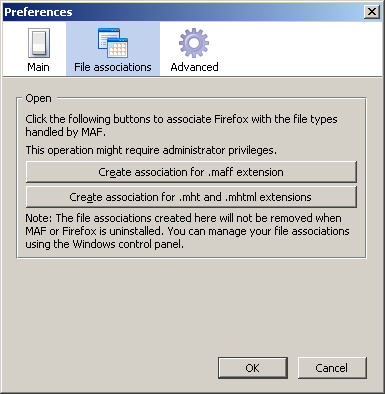 Preferences
Main File associations Advanced
Open
Click the following buttons to associate Firefox with the file types
handled by MAF.
This operation might require administrator privileges.
Create association for .maff extension
Create association for .mht and .mhtml extensions
Note: The file associations created here will not be removed when
MAF or Firefox is uninstalled. You can manage your file associations
using the Windows control panel.
OK Cancel